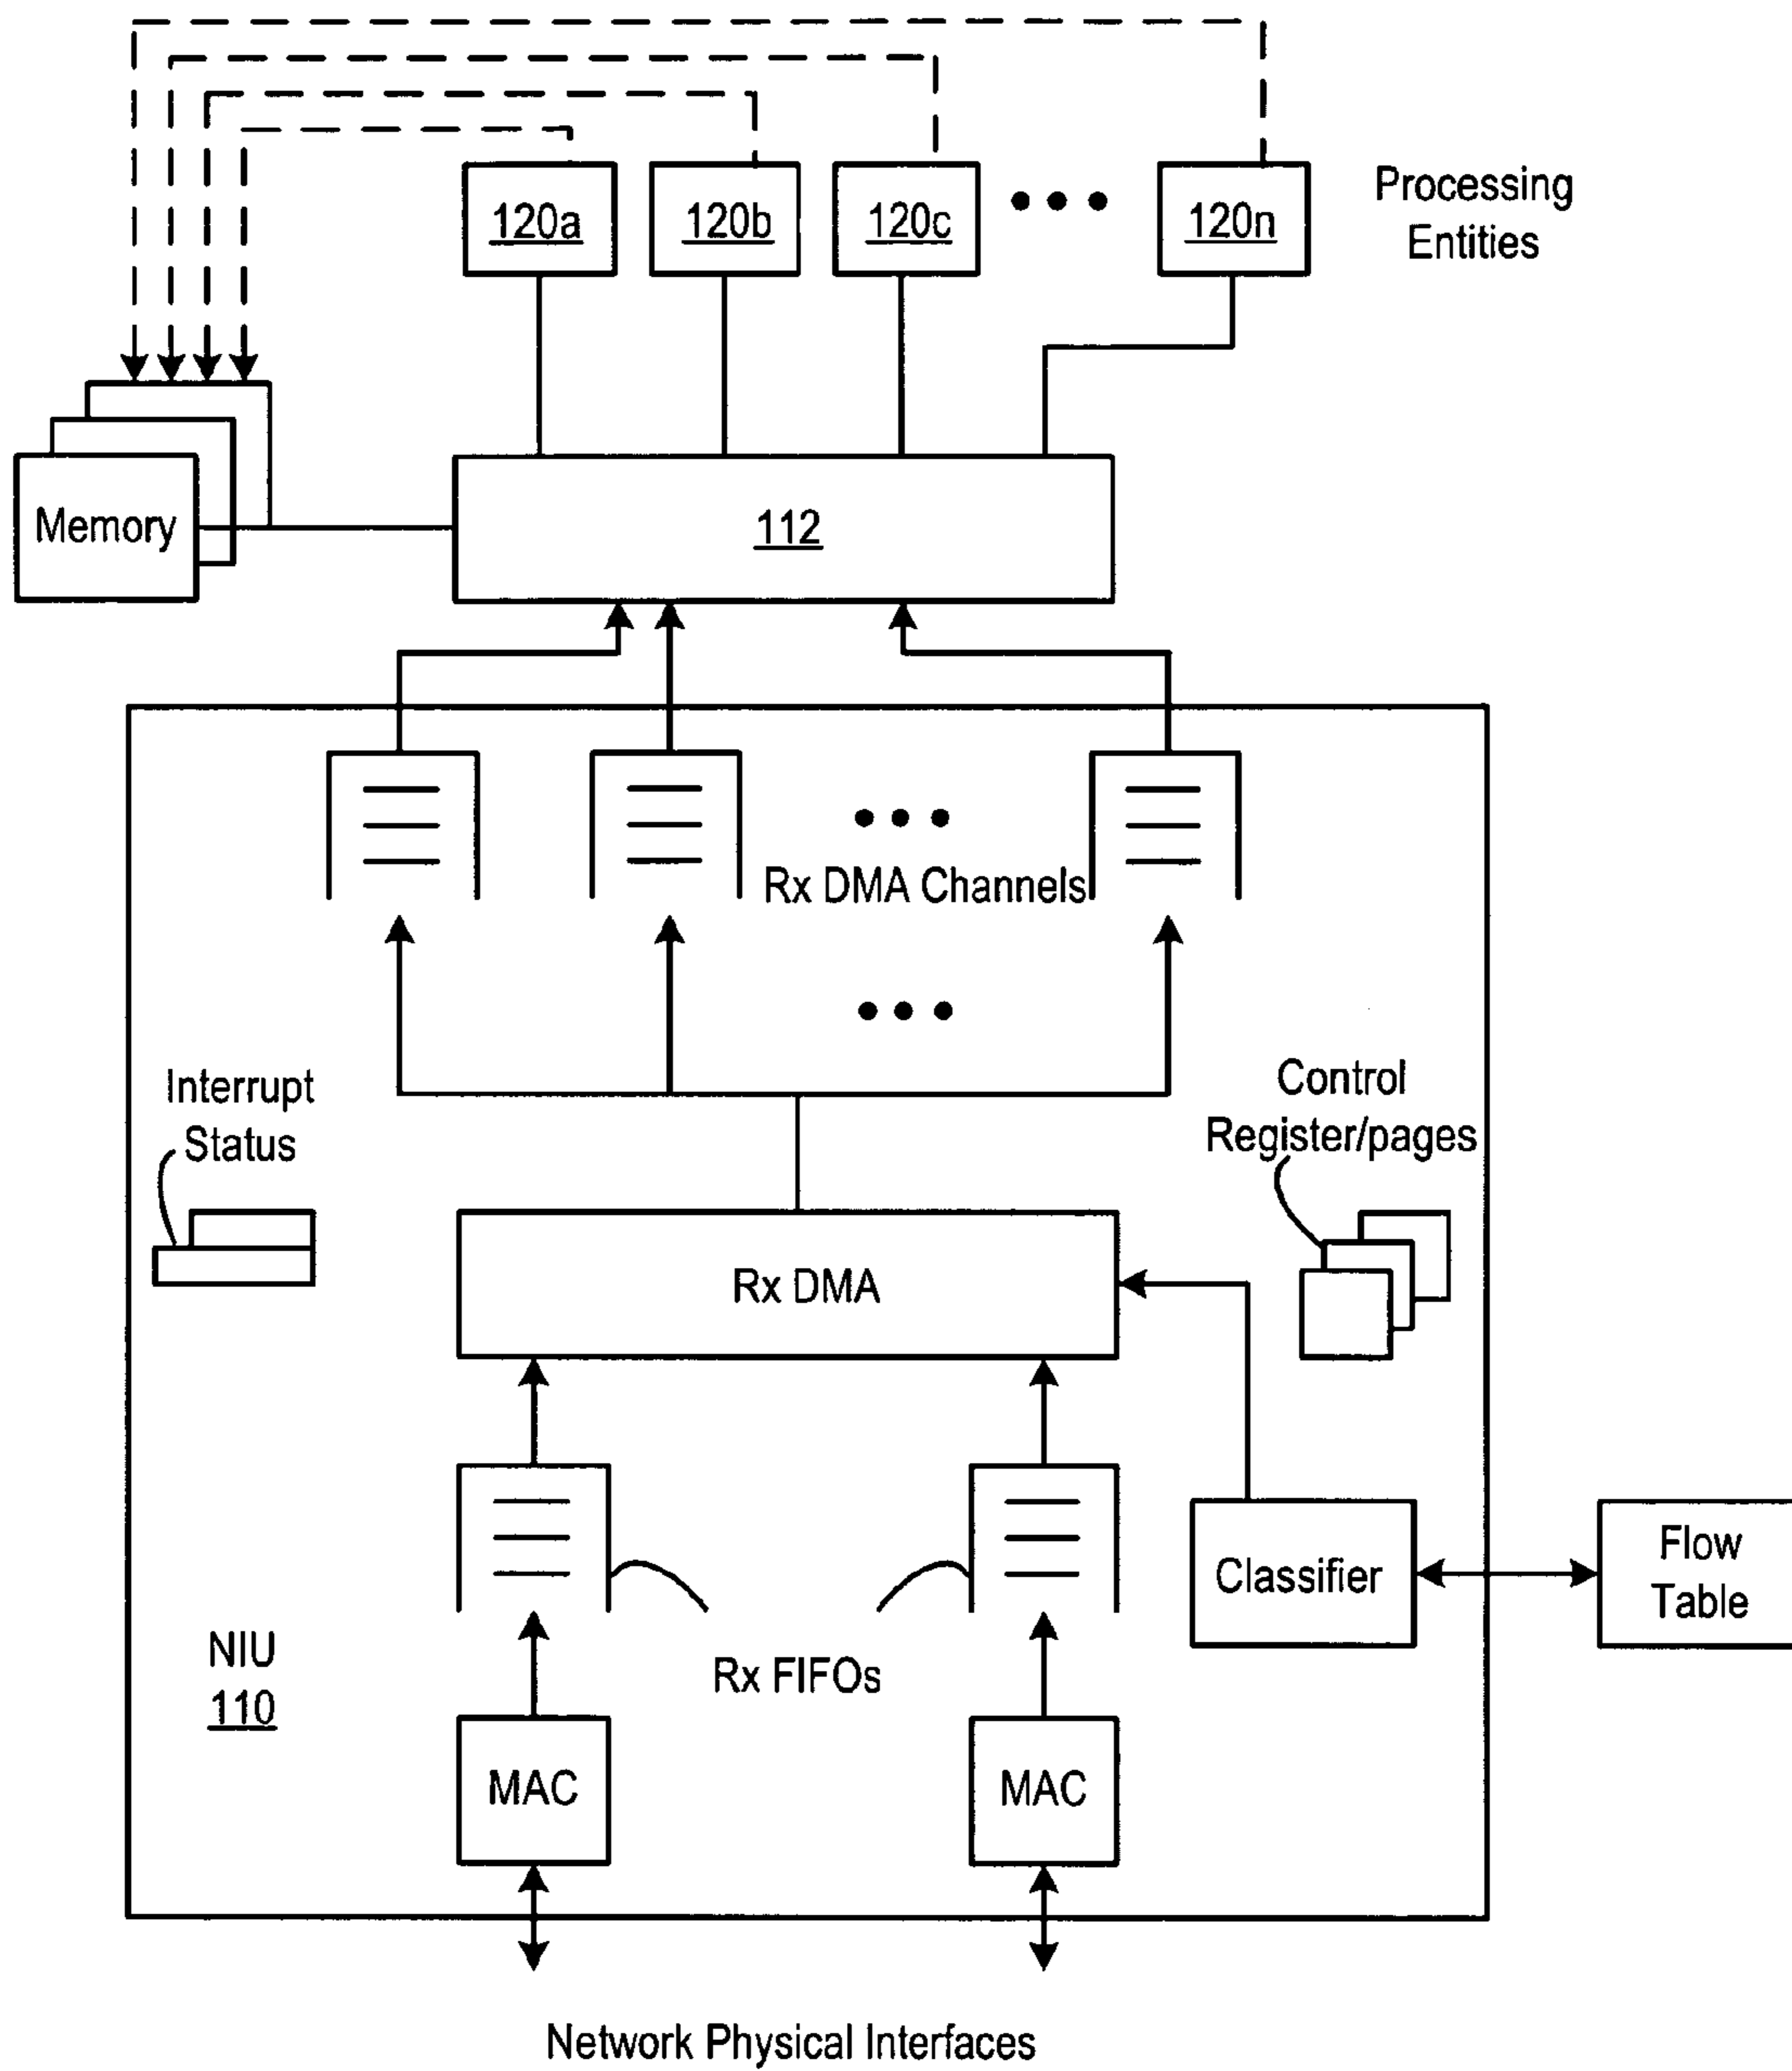 120a
120b
120c
120n
Processing
Entities
Memory
112
Rx DMA Channels
Interrupt
Status
Control
Register/pages
Rx DMA
Classifier
Flow
Table
NIU
110
Rx FIFOs
MAC
MAC
Network Physical Interfaces